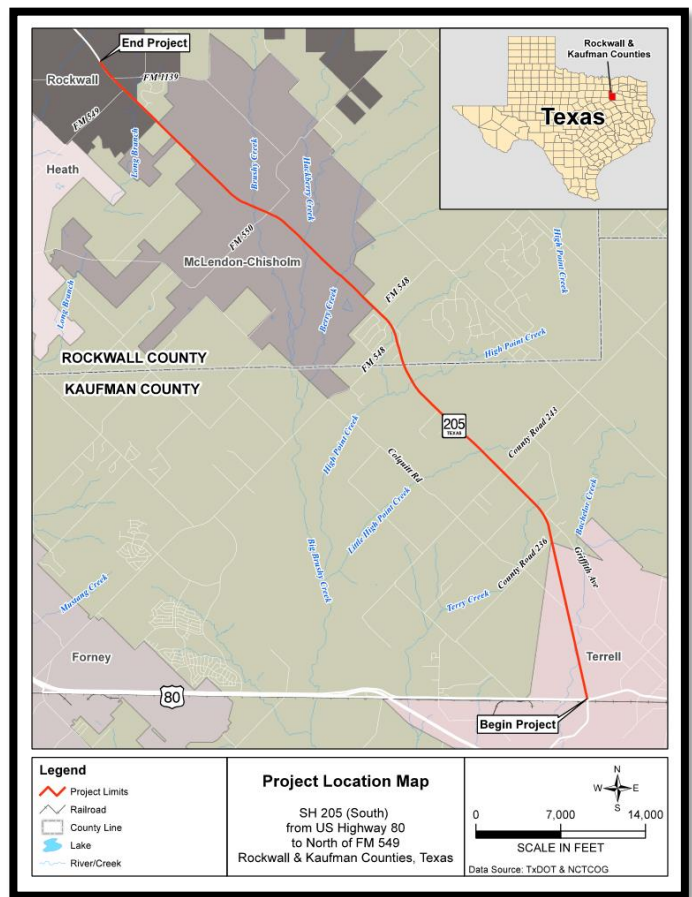 End Project
Rockwall &
Kaufman Counties
Texas
Rockwall
FM 1139
FM 549
Long Branch
Heath
Brushy Creek
Hackberry Creek
FM 550
McLendon-Chisholm
High Point Creek
Long Branch
Berry Creek
FM 548
ROCKWALL COUNTY
FM 548
High Point Creek
KAUFMAN COUNTY
205
TEXAS
County Road 243
High Point Creek
Colquitt Rd
Little High Point Creek
Bachelor Creek
Big Brushy Creek
County Road 236
Griffith Ave
Mustang Creek
Terry Creek
Forney
Terrell
80
Begin Project
Legend
Project Limits
Railroad
County Line
Lake
River/Creek
Project Location Map
SH 205 (South)
from US Highway 80
to North of FM 549
Rockwall & Kaufman Counties, Texas
N
W E
S
0 7,000 14,000
SCALE IN FEET
Data Source: TxDOT & NCTCOG